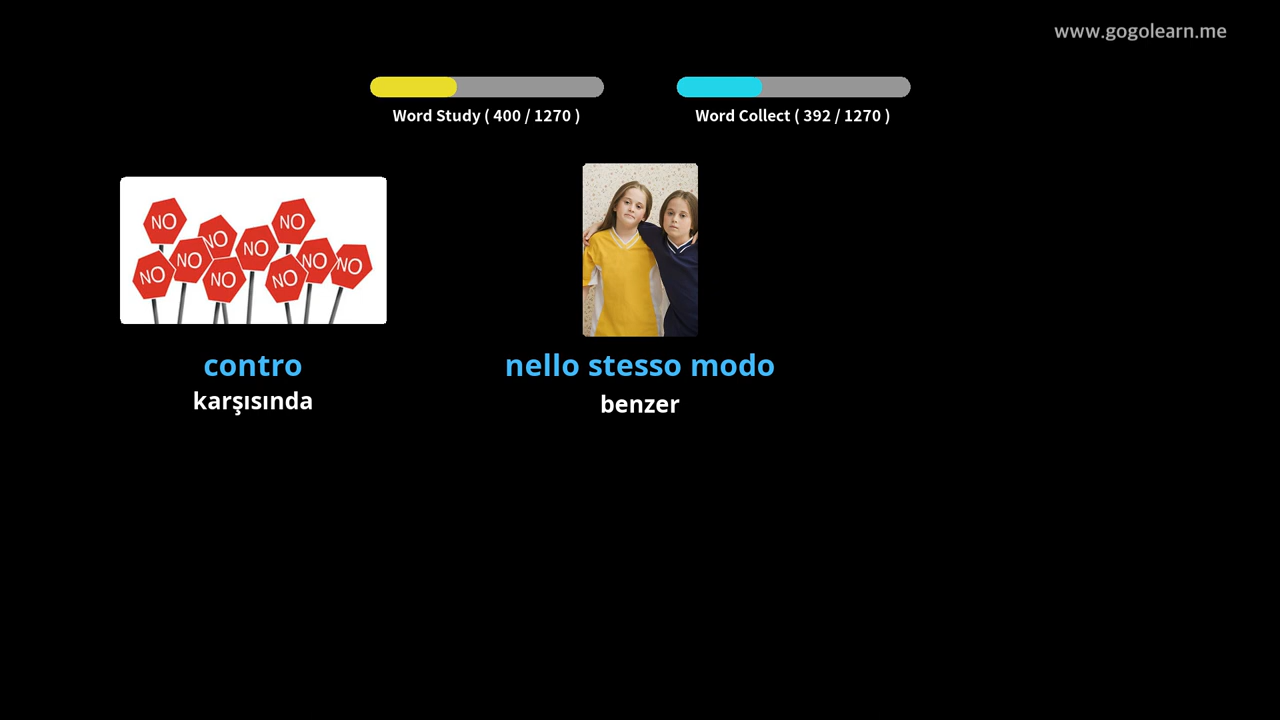 www.gogolearn.me
Word Study ( 400 / 1270 )
Word Collect ( 392 / 1270 )
NO
NO
NO
NO
NO
NO
NO
NO
NO
NO
contro
karşısında
nello stesso modo
benzer